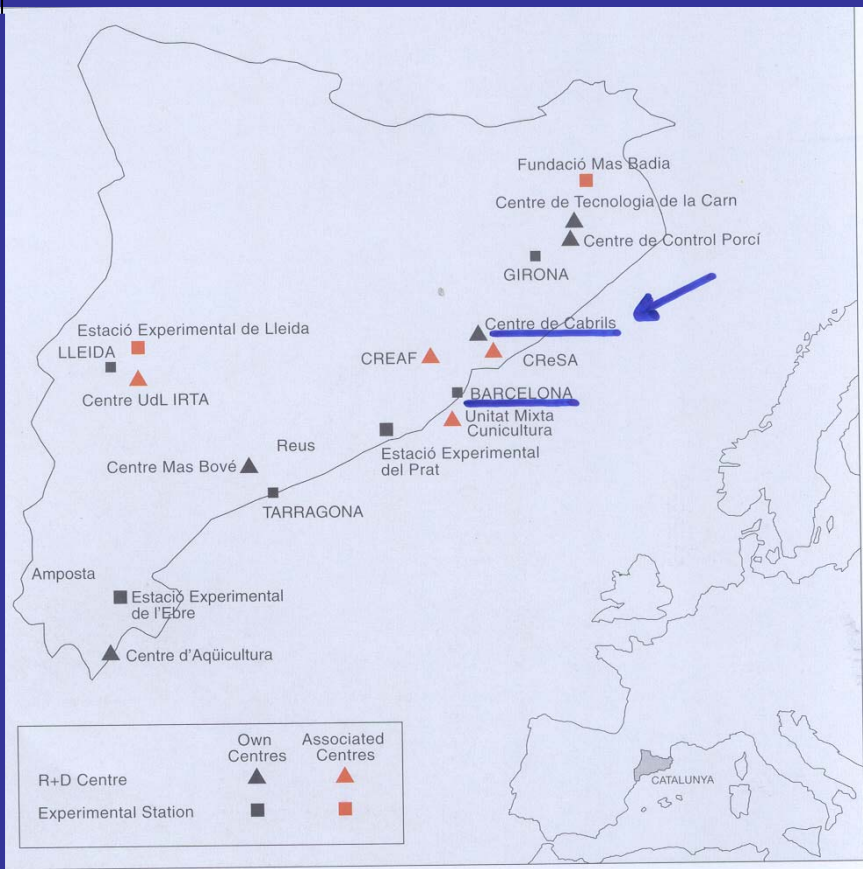 Fundació Mas Badia
Centre de Tecnologia de la Carn
Centre de Control Porcí
GIRONA
Centre de Cabrils
Estació Experimental de Lleida
LLEIDA
CREAF
CReSA
Centre UdL IRTA
BARCELONA
Unitat Mixta
Cunicultura
Reus
Estació Experimental
del Prat
Centre Mas Bové
TARRAGONA
Amposta
Estació Experimental
de l'Ebre
Centre d'Aqüicultura
Own
Centres
Associated
Centres
R+D Centre
Experimental Station
CATALUNYA